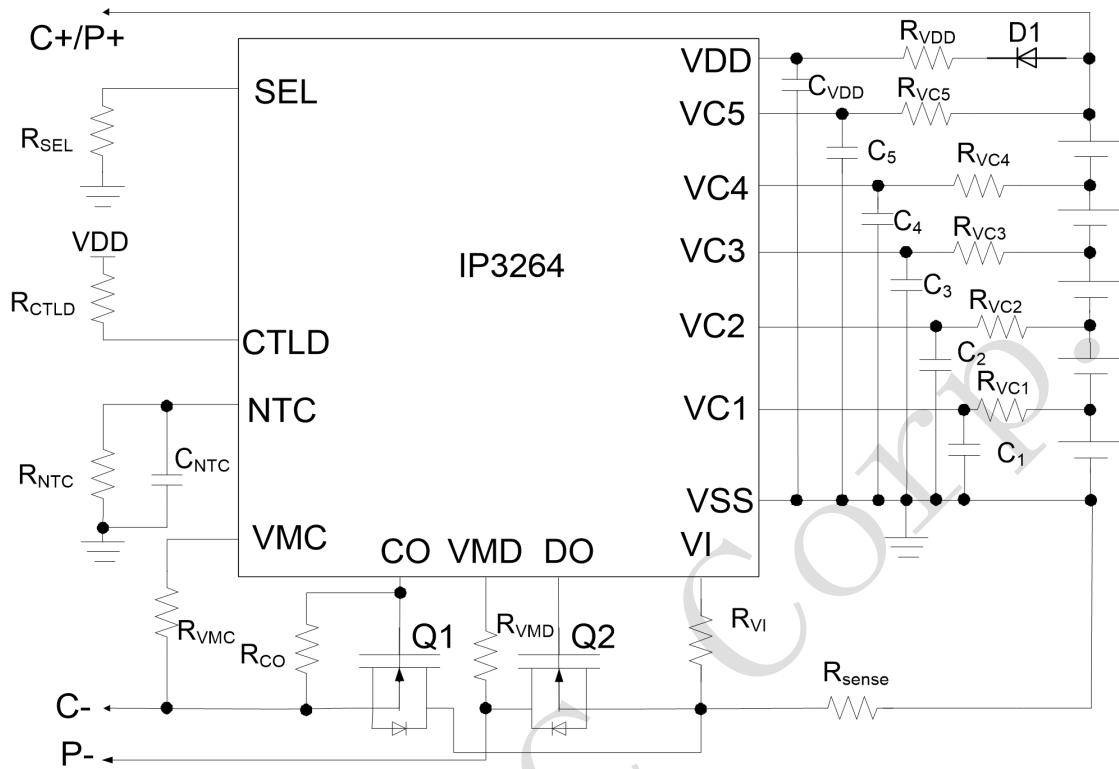 C+/P+
RVDD
D1
VDD
SEL
CVDD
RVC5
VC5
RSEL
C5
RVC4
VC4
C4
VDD
RVC3
VC3
IP3264
RCTLD
C3
RVC2
VC2
CTLD
C2
RVC1
NTC
VC1
CNTC
C1
RNTC
VSS
VMC
CO
VMD
DO
VI
RVMC
RCO
Q1
RVMD
Q2
RVI
Rsense
C-
P-
C Corp.